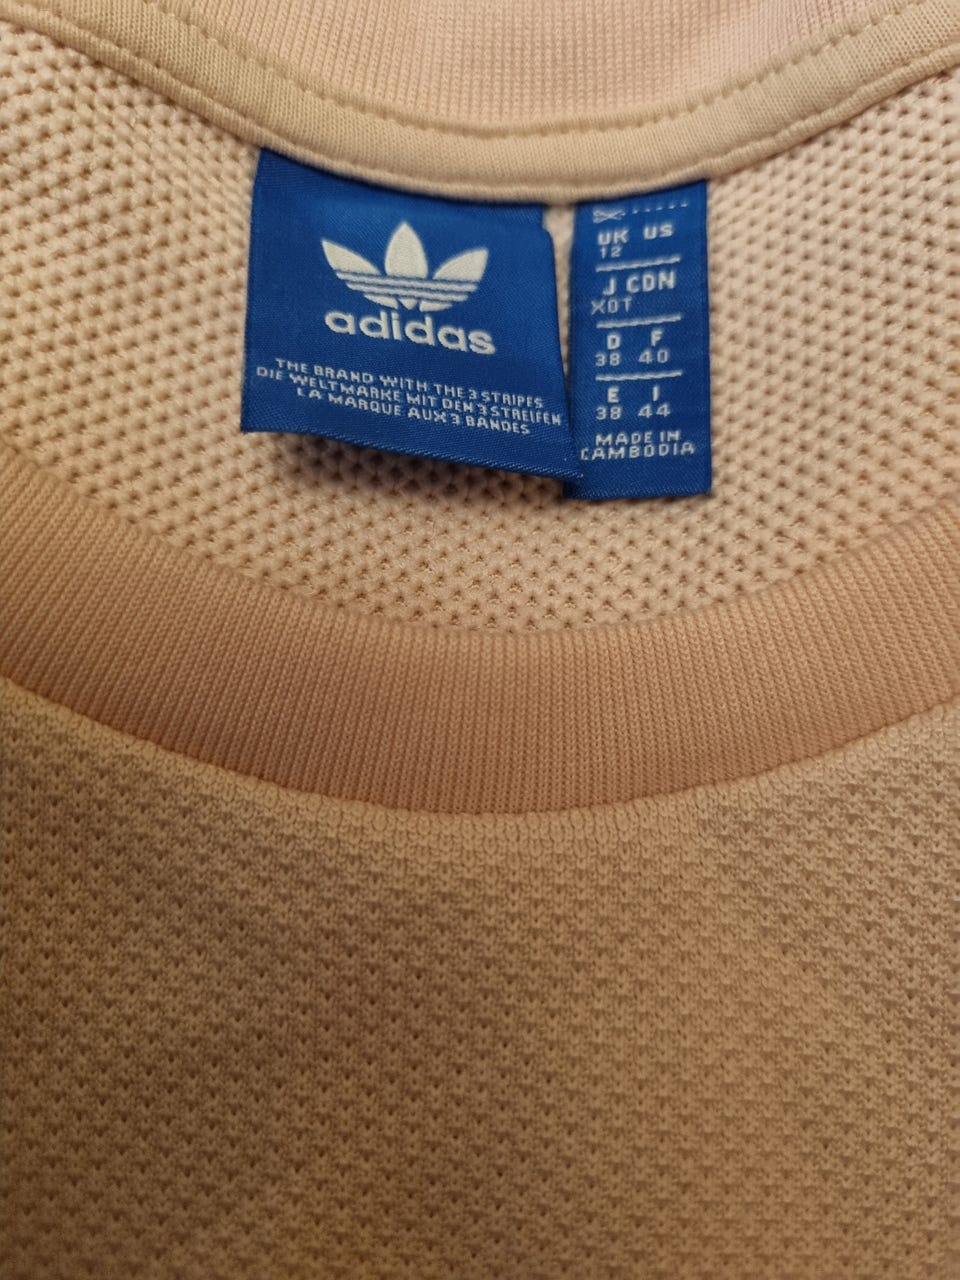 adidas
THE BRAND WITH THE 3 STRIPES
DIE WELTMARKE MIT DEN 3 STREIFEN
LA MARQUE AUX 3 BANDES
UK US
12
J CDN
XOT
D F
38 40
E I
38 44
MADE IN
CAMBODIA